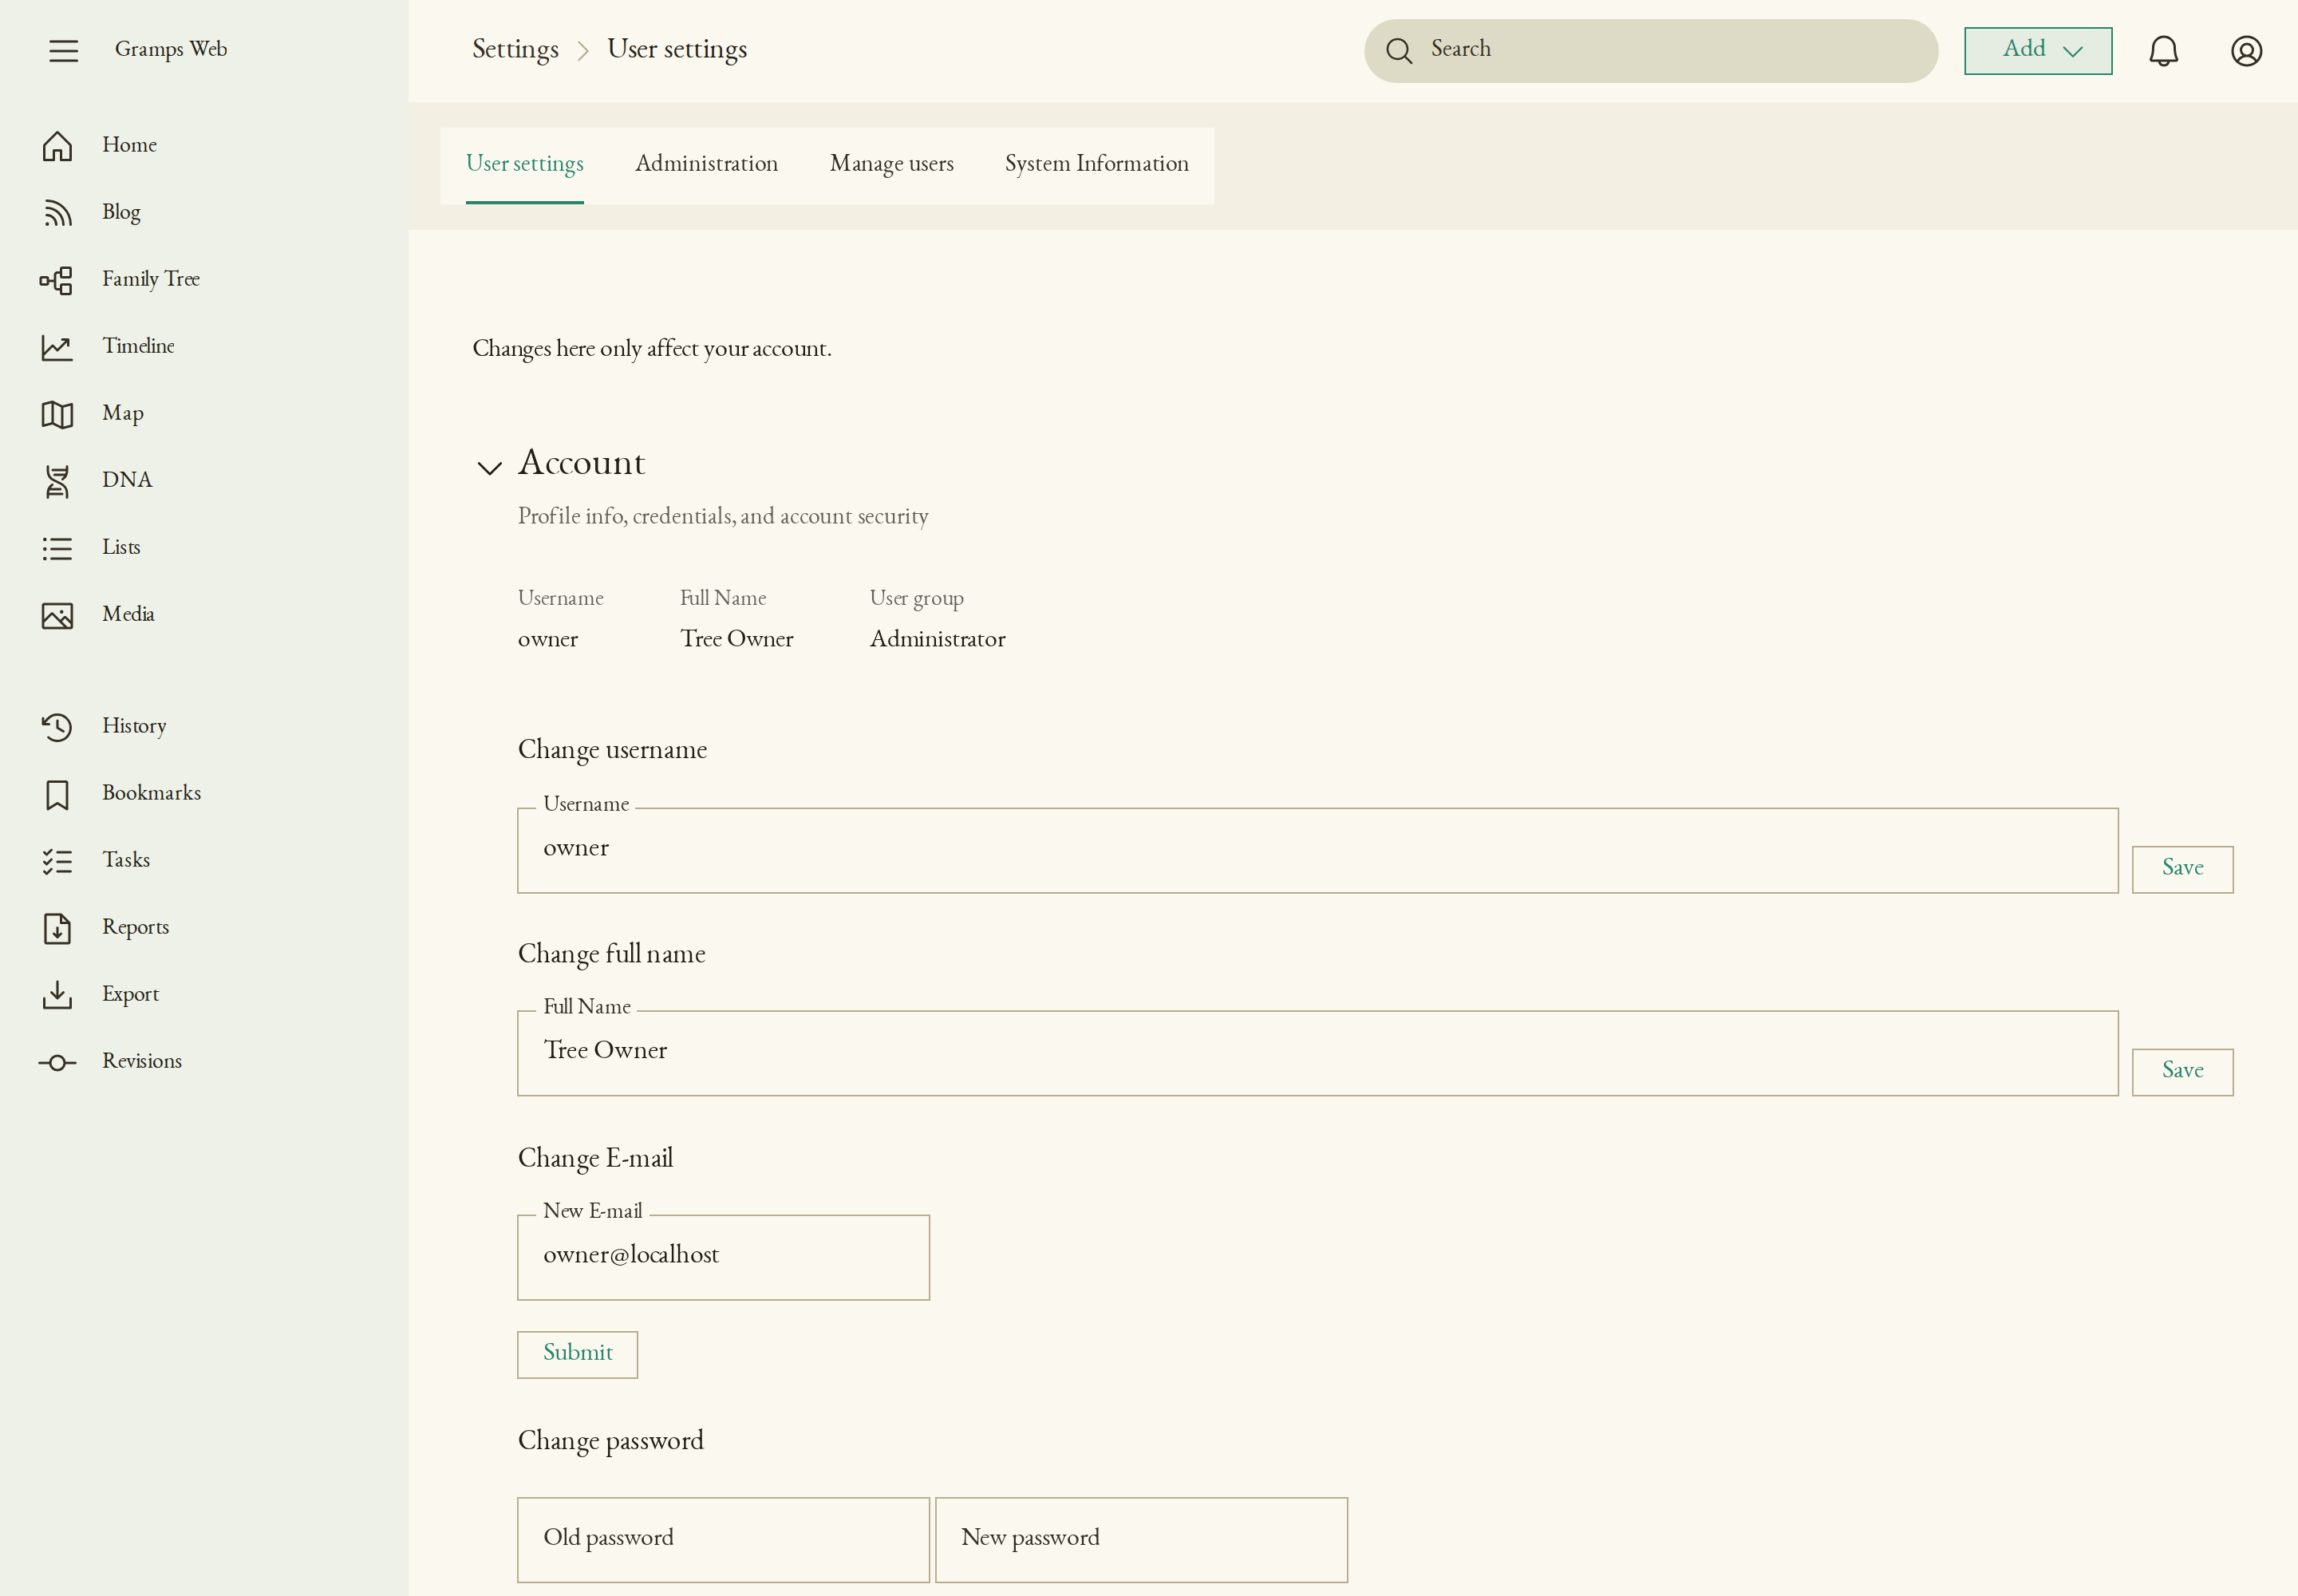 Gramps Web
Settings
User settings
Search
Add
Home
Blog
Family Tree
Timeline
Map
DNA
Lists
Media
History
Bookmarks
Tasks
Reports
Export
Revisions
User settings
Administration
Manage users
System Information
Changes here only affect your account.
Account
Profile info, credentials, and account security
Username
owner
Full Name
Tree Owner
User group
Administrator
Change username
Username
owner
Save
Change full name
Full Name
Tree Owner
Save
Change E-mail
New E-mail
owner@localhost
Submit
Change password
Old password
New password